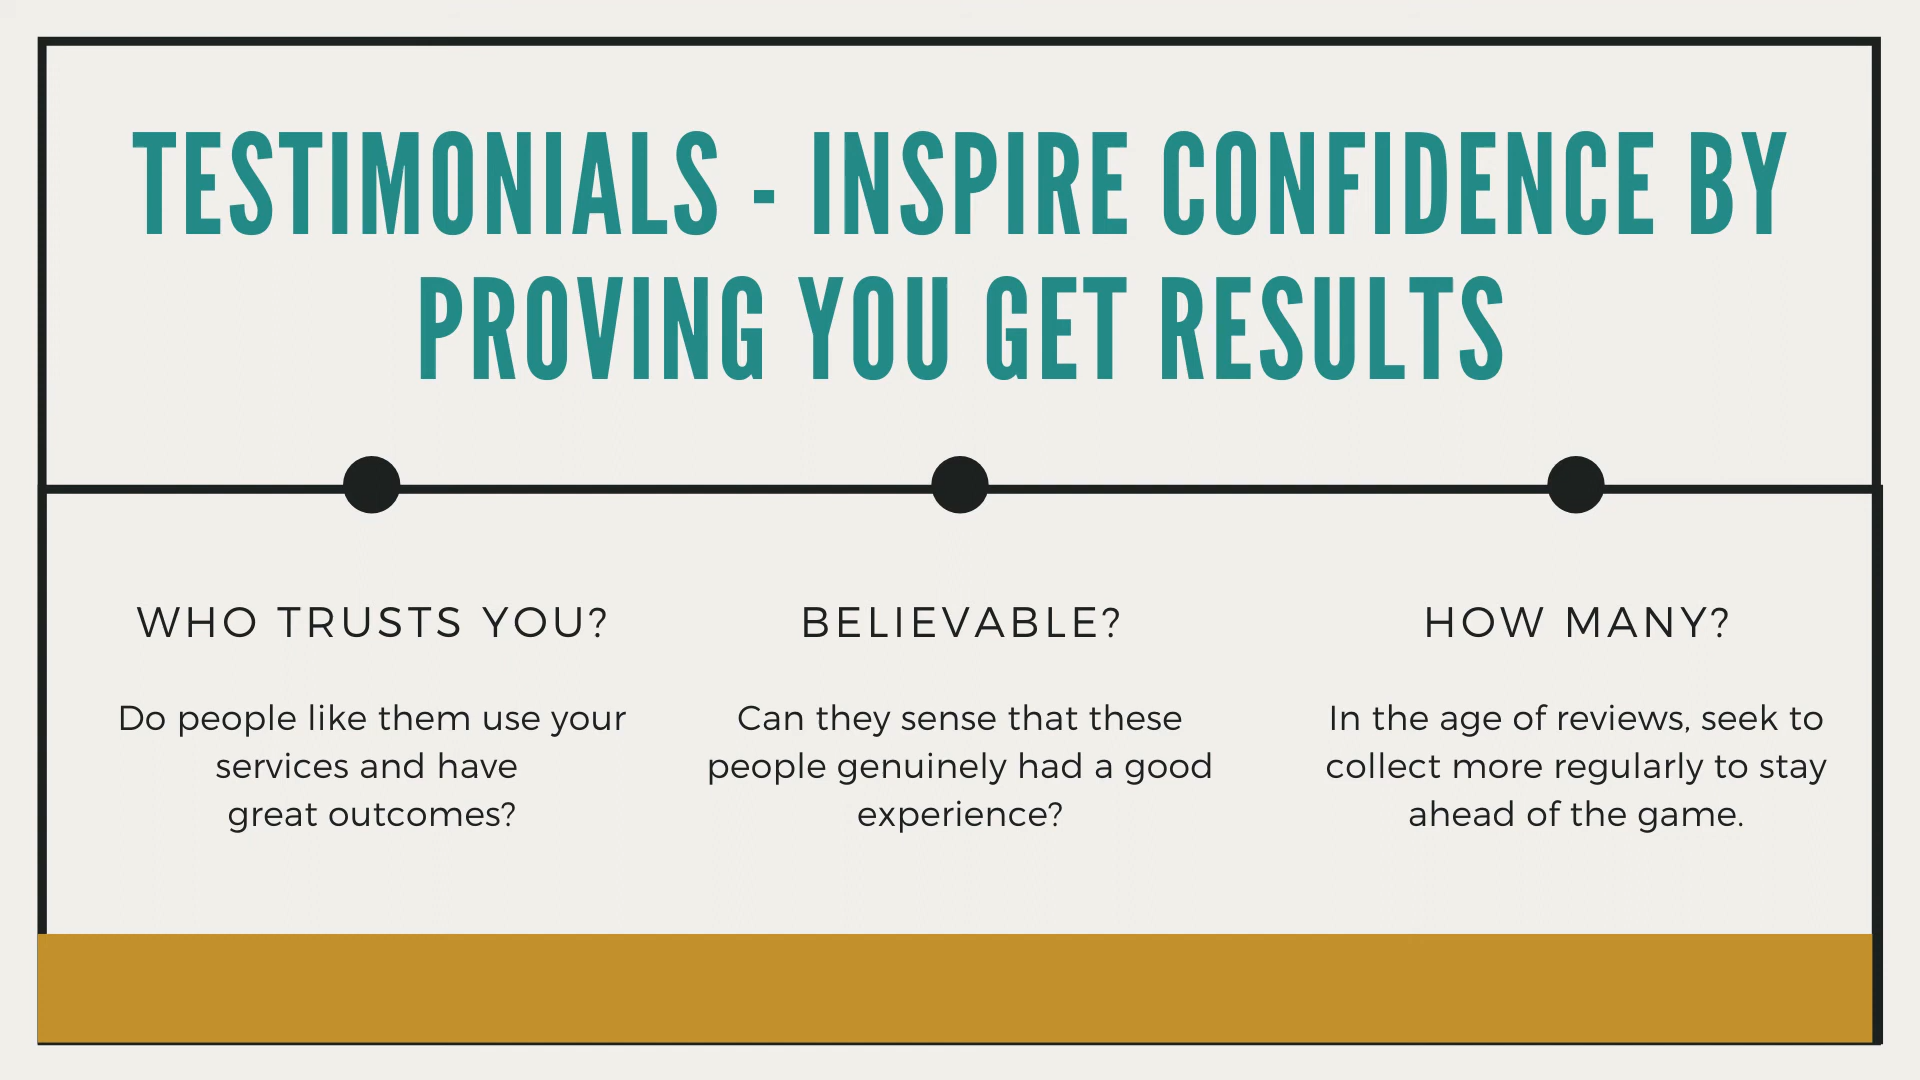 TESTIMONIALS - INSPIRE CONFIDENCE BY
PROVING YOU GET RESULTS
WHO TRUSTS YOU?
Do people like them use your
services and have
great outcomes?
BELIEVABLE?
Can they sense that these
people genuinely had a good
experience?
HOW MANY?
In the age of reviews, seek to
collect more regularly to stay
ahead of the game.